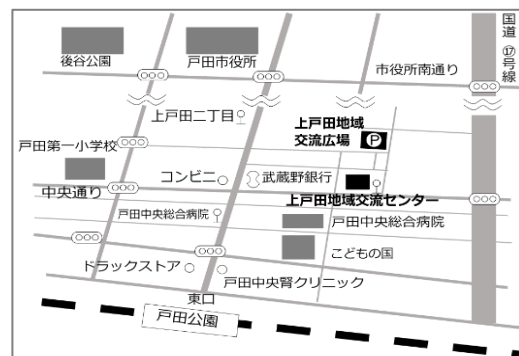 国道⑰号線
後谷公園
戸田市役所
市役所南通り
上戸田二丁目
上戸田地域
交流広場
P
戸田第一小学校
コンビニ
武蔵野銀行
中央通り
上戸田地域交流センター
戸田中央総合病院
戸田中央総合病院
こどもの国
ドラックストア
戸田中央腎クリニック
東口
戸田公園